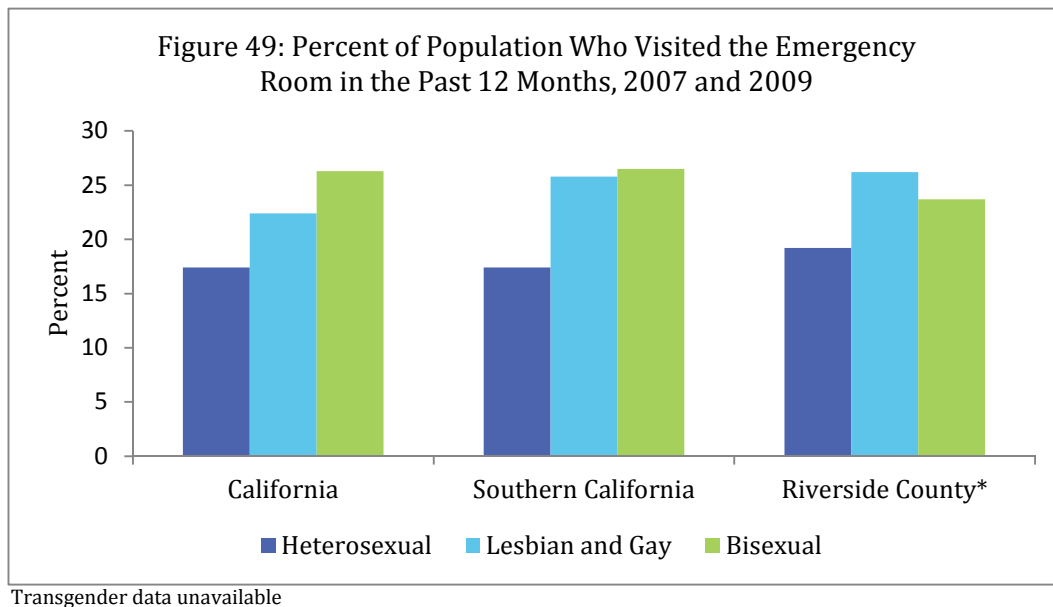 Figure 49: Percent of Population Who Visited the Emergency
Room in the Past 12 Months, 2007 and 2009
30
25
20
15
10
5
0
Percent
California
Southern California
Riverside County*
Heterosexual
Lesbian and Gay
Bisexual
Transgender data unavailable